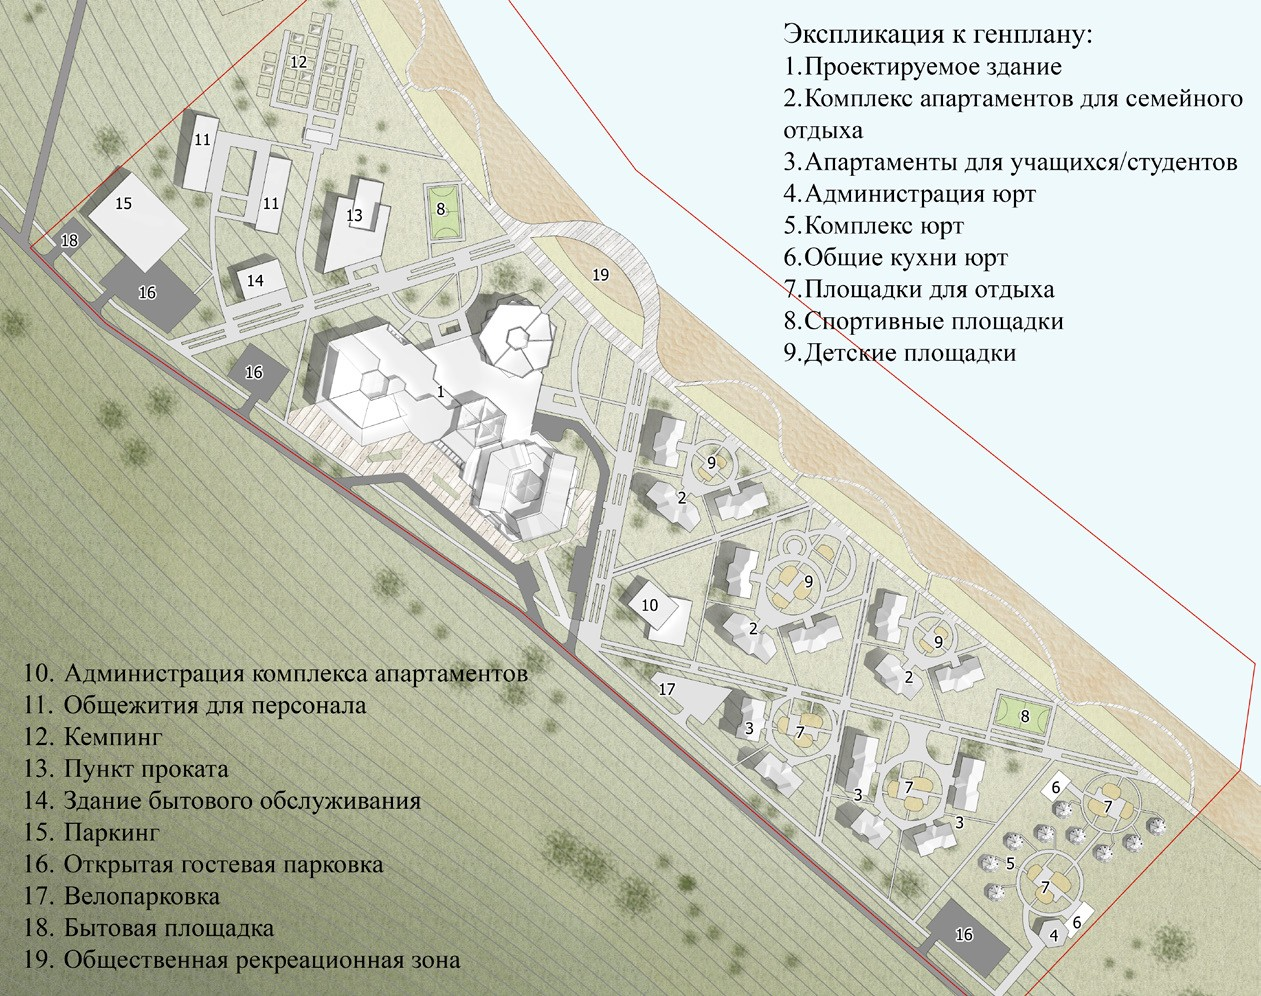 Экспликация к генплану:
1.Проектируемое здание
2.Комплекс апартаментов для семейного
отдыха
3.Апартаменты для учащихся/студентов
4.Администрация юрт
5.Комплекс юрт
6.Общие кухни юрт
7.Площадки для отдыха
8.Спортивные площадки
9.Детские площадки
12
11
11
15
13
8
18
19
14
16
16
1
9
2
9
10
2
9
2
17
8
3
7
7
3
3
6
7
5
7
6
4
16
10. Администрация комплекса апартаментов
11. Общежития для персонала
12. Кемпинг
13. Пункт проката
14. Здание бытового обслуживания
15. Паркинг
16. Открытая гостевая парковка
17. Велопарковка
18. Бытовая площадка
19. Общественная рекреационная зона